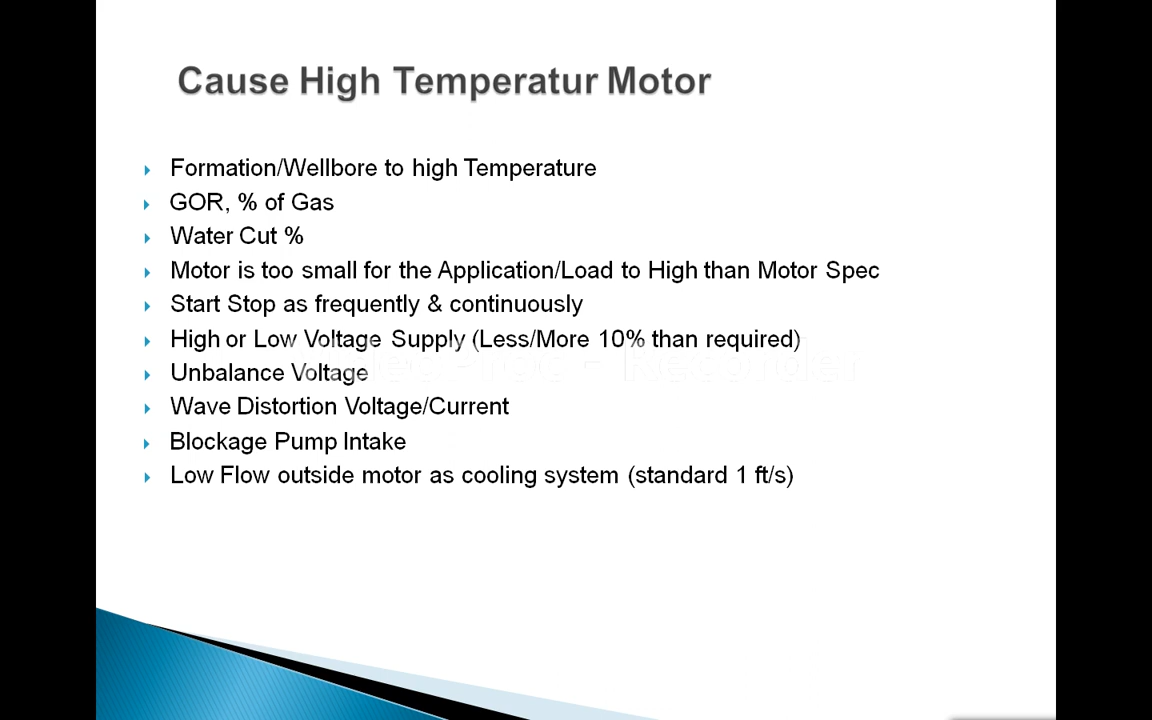 Cause High Temperatur Motor
Formation/Wellbore to high Temperature
GOR, % of Gas
Water Cut %
Motor is too small for the Application/Load to High than Motor Spec
Start Stop as frequently & continuously
High or Low Voltage Supply (Less/More 10% than required)
Unbalance Voltage
Wave Distortion Voltage/Current
Blockage Pump Intake
Low Flow outside motor as cooling system (standard 1 ft/s)